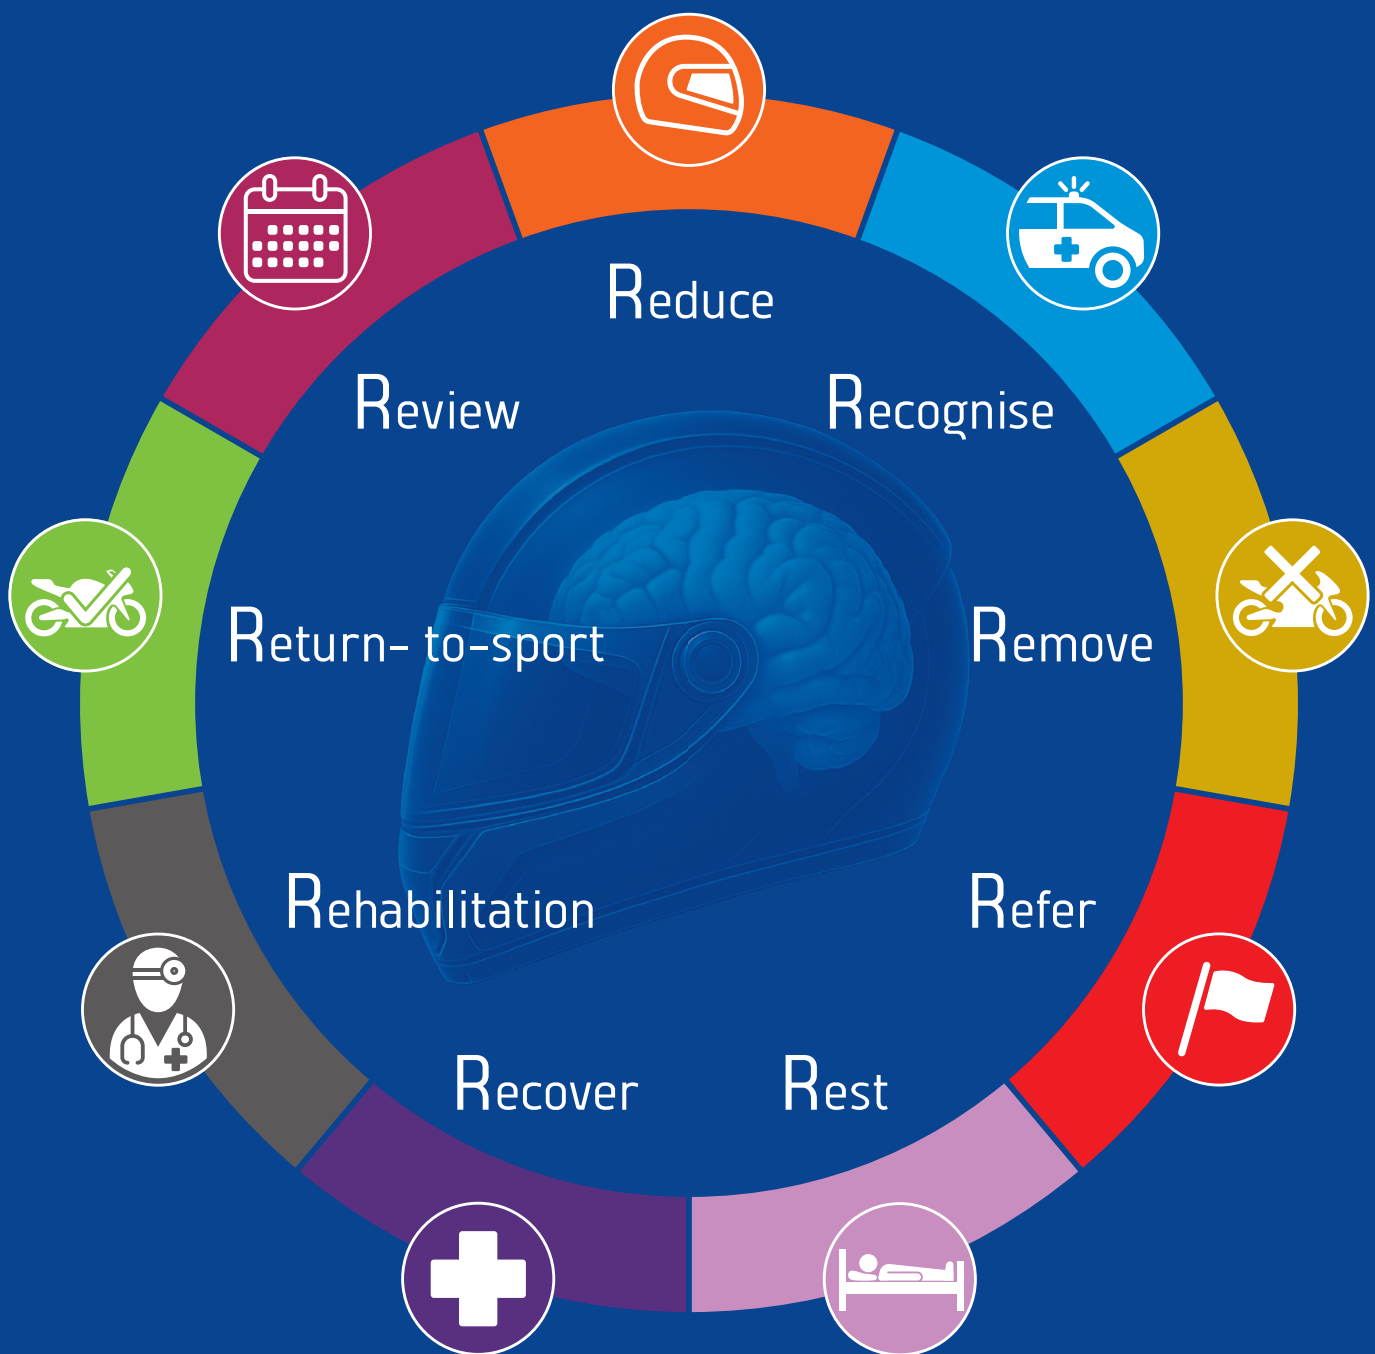 Reduce
Review
Recognise
Return- to-sport
Remove
Rehabilitation
Refer
Recover
Rest